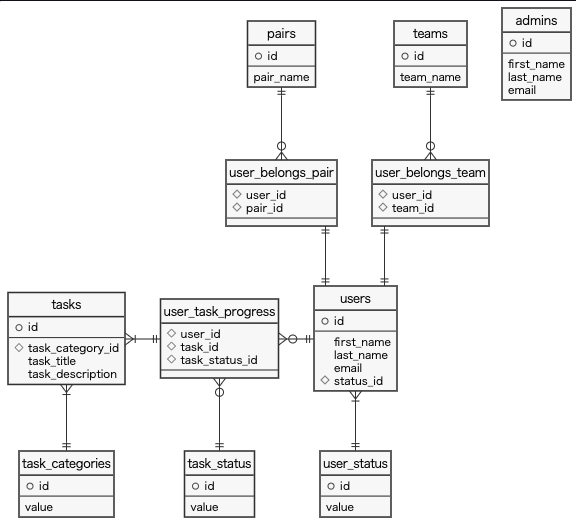 pairs
id
pair_name
teams
id
team_name
admins
id
first_name
last_name
email
user_belongs_pair
user_id
pair_id
user_belongs_team
user_id
team_id
tasks
id
task_category_id
task_title
task_description
user_task_progress
user_id
task_id
task_status_id
users
id
first_name
last_name
email
status_id
task_categories
id
value
task_status
id
value
user_status
id
value